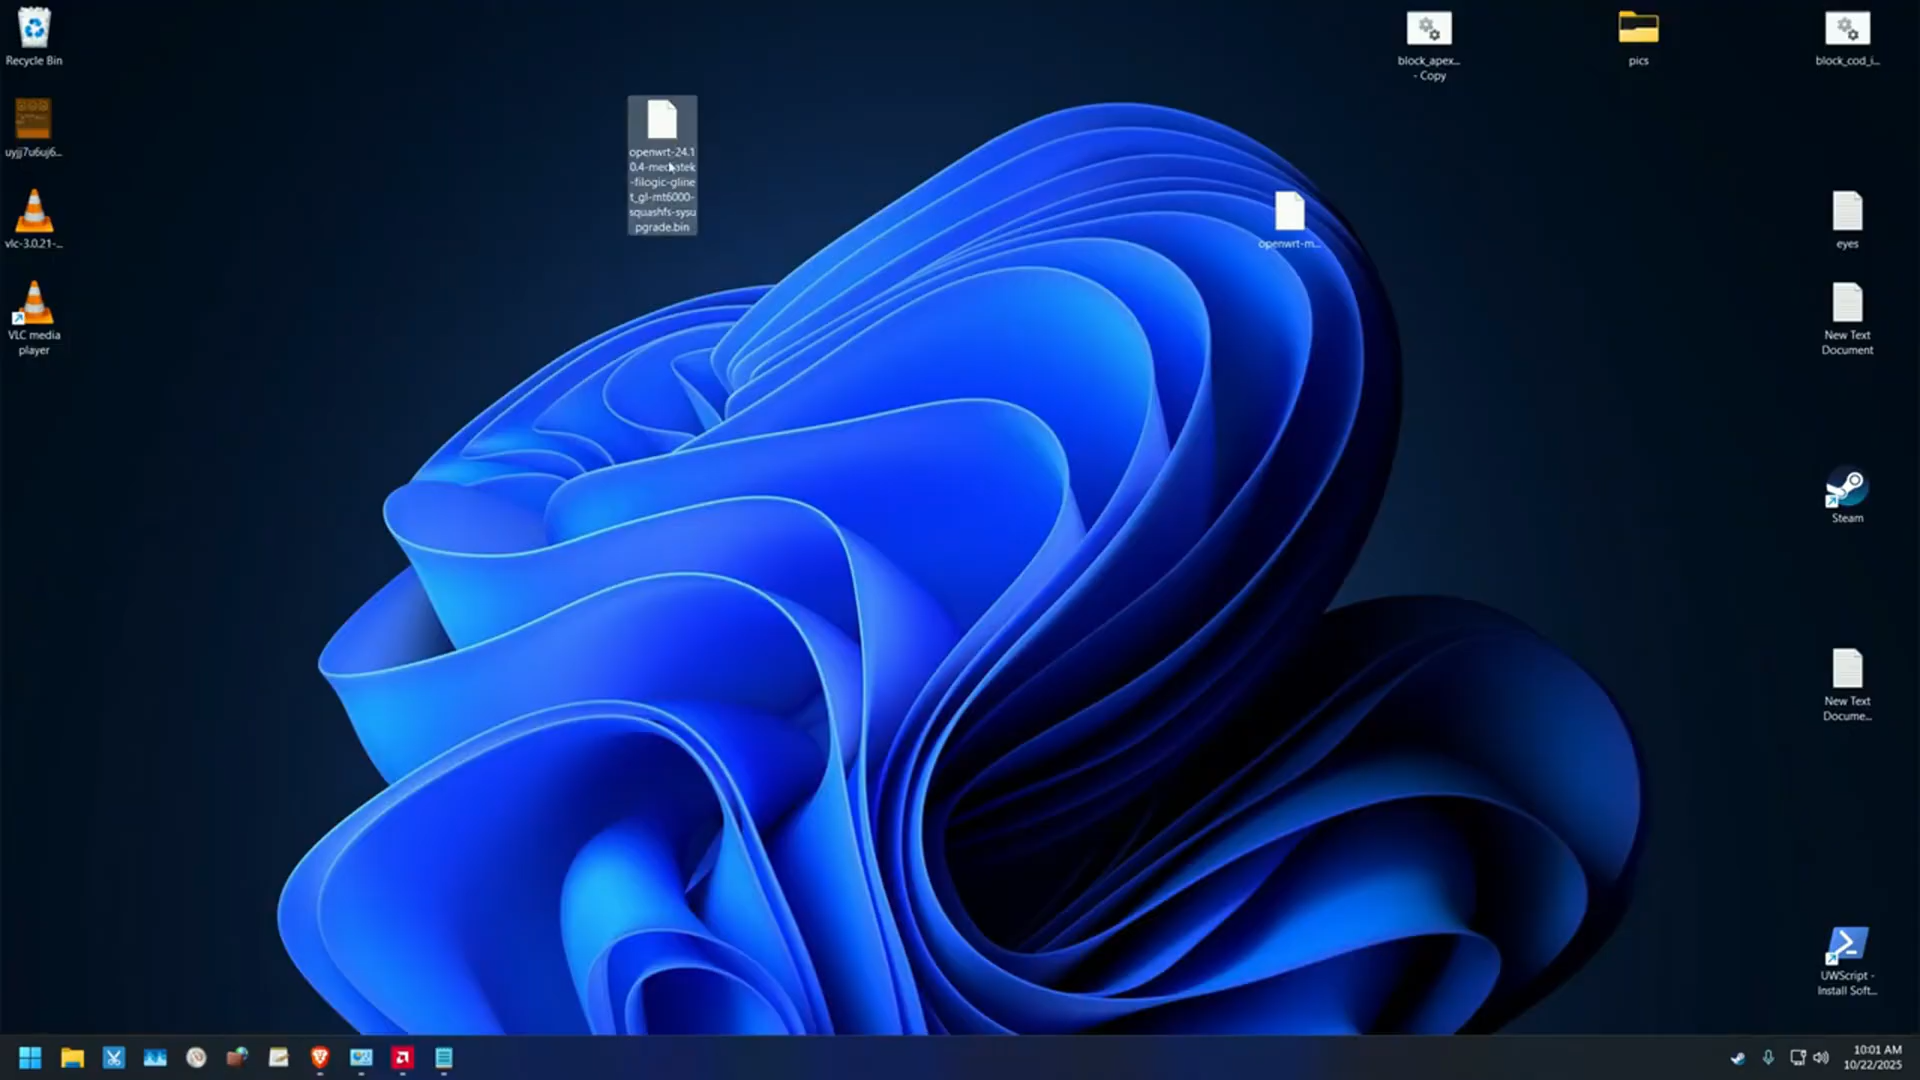 Recycle Bin
uyjj7u6uj6...
vlc-3.0.21-...
VLC media
player
openwrt-24.1
0.4-mediatek
-filogic-gline
t_gl-mt6000-
squashfs-sysu
pgrade.bin
block_apex...
- Copy
pics
block_cod_i...
openwrt-m...
eyes
New Text
Document
Steam
New Text
Docume...
UWScript -
Install Soft...
10:01 AM
10/22/2025